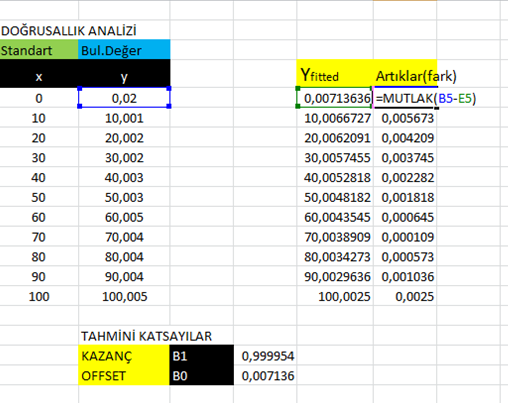 DOĞRUSALLIK ANALİZİ
Standart Bul.Değer
x y Yfitted Artıklar(fark)
0 0,02 0,00713636 =MUTLAK(B5-E5)
10 10,001 10,0066727 0,005673
20 20,002 20,0062091 0,004209
30 30,002 30,0057455 0,003745
40 40,003 40,0052818 0,002282
50 50,003 50,0048182 0,001818
60 60,005 60,0043545 0,000645
70 70,004 70,0038909 0,000109
80 80,004 80,0034273 0,000573
90 90,004 90,0029636 0,001036
100 100,005 100,0025 0,0025
TAHMİNİ KATSAYILAR
KAZANÇ B1 0,999954
OFFSET B0 0,007136